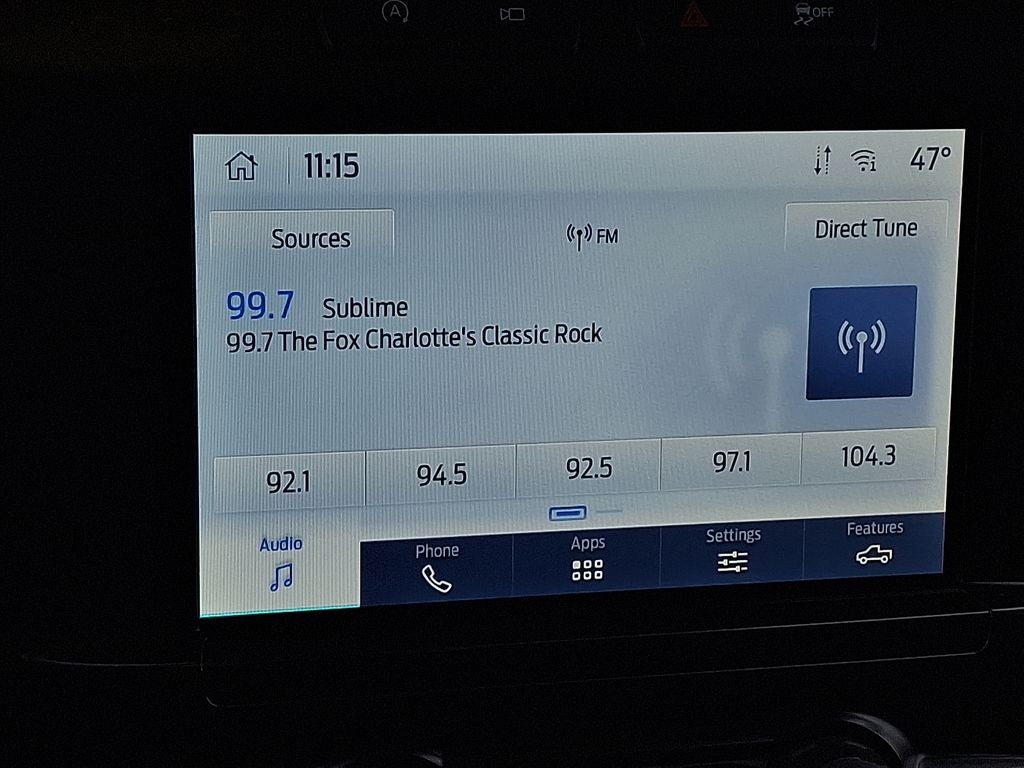 A
OFF
11:15
47°
Sources
FM
Direct Tune
99.7 Sublime
99.7 The Fox Charlotte's Classic Rock
92.1
94.5
92.5
97.1
104.3
Audio
Phone
Apps
Settings
Features